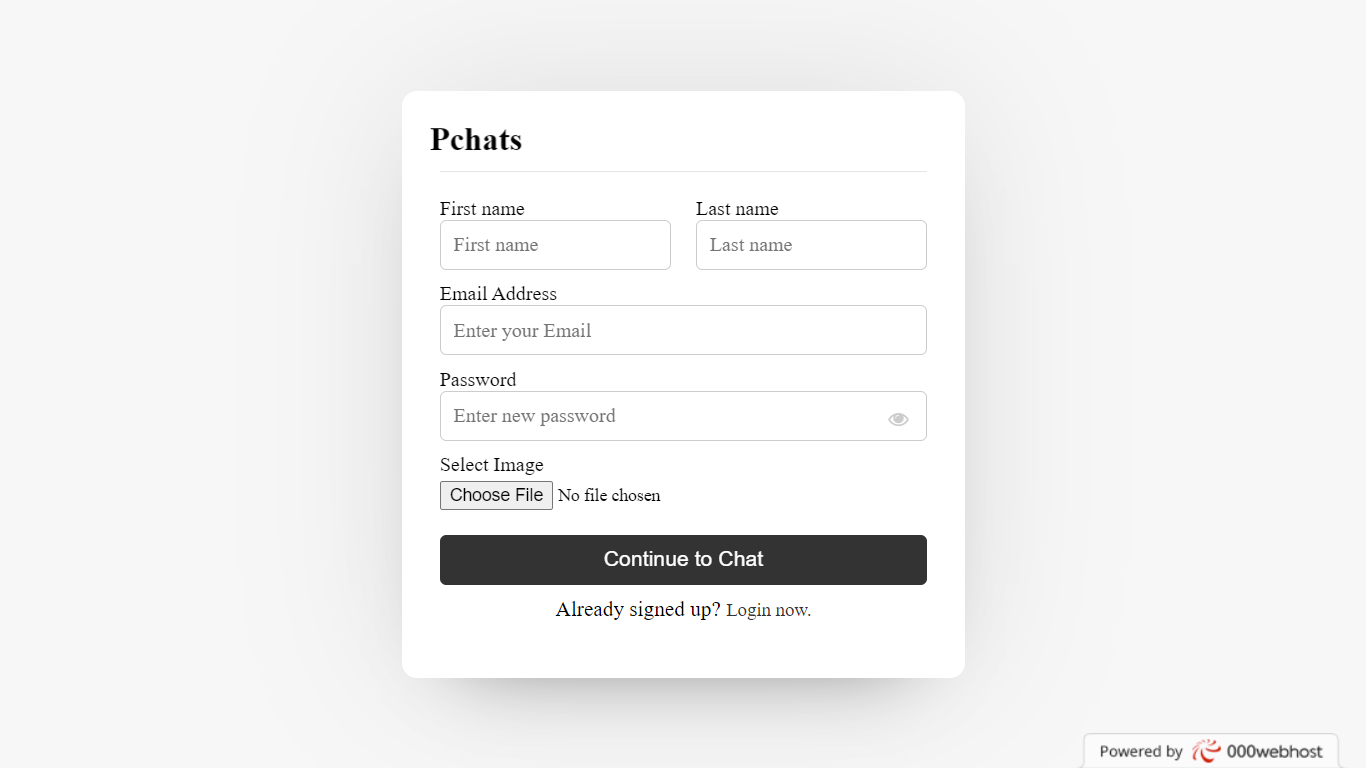 Pchats
First name Last name
First name Last name
Email Address
Enter your Email
Password
Enter new password
Select Image
Choose File No file chosen
Continue to Chat
Already signed up? Login now.
Powered by 000webhost